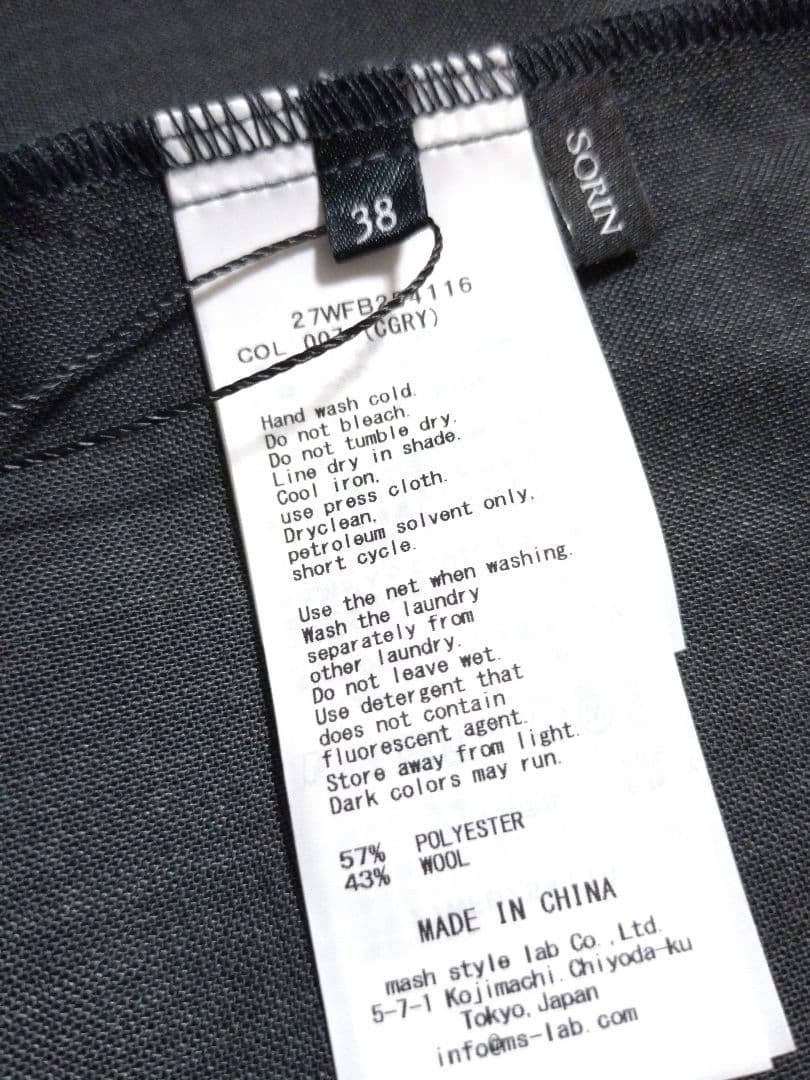 38
SORIN
27WFB254116
COL (CGRY)
Hand wash cold.
Do not bleach.
Do not tumble dry.
Line dry in shade.
Cool iron.
use press cloth.
Dryclean.
petroleum solvent only,
short cycle.
Use the net when washing.
Wash the laundry
separately from
other laundry.
Do not leave wet.
Use detergent that
does not contain
fluorescent agent.
Store away from light.
Dark colors may run.
57% POLYESTER
43% WOOL
MADE IN CHINA
mash style lab Co.,Ltd.
5-7-1 Kojimachi.Chiyoda-ku
Tokyo,Japan
info@ms-lab.com